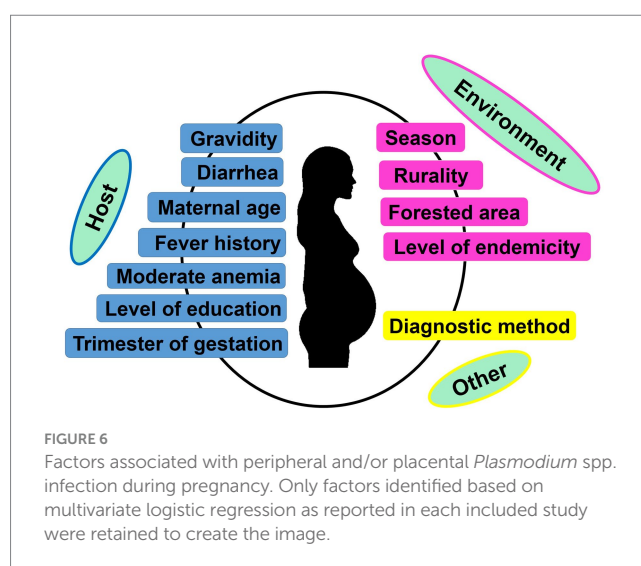 Host
Gravidity
Diarrhea
Maternal age
Fever history
Moderate anemia
Level of education
Trimester of gestation
Environment
Season
Rurality
Forested area
Level of endemicity
Diagnostic method
Other
FIGURE 6
Factors associated with peripheral and/or placental Plasmodium spp.
infection during pregnancy. Only factors identified based on
multivariate logistic regression as reported in each included study
were retained to create the image.